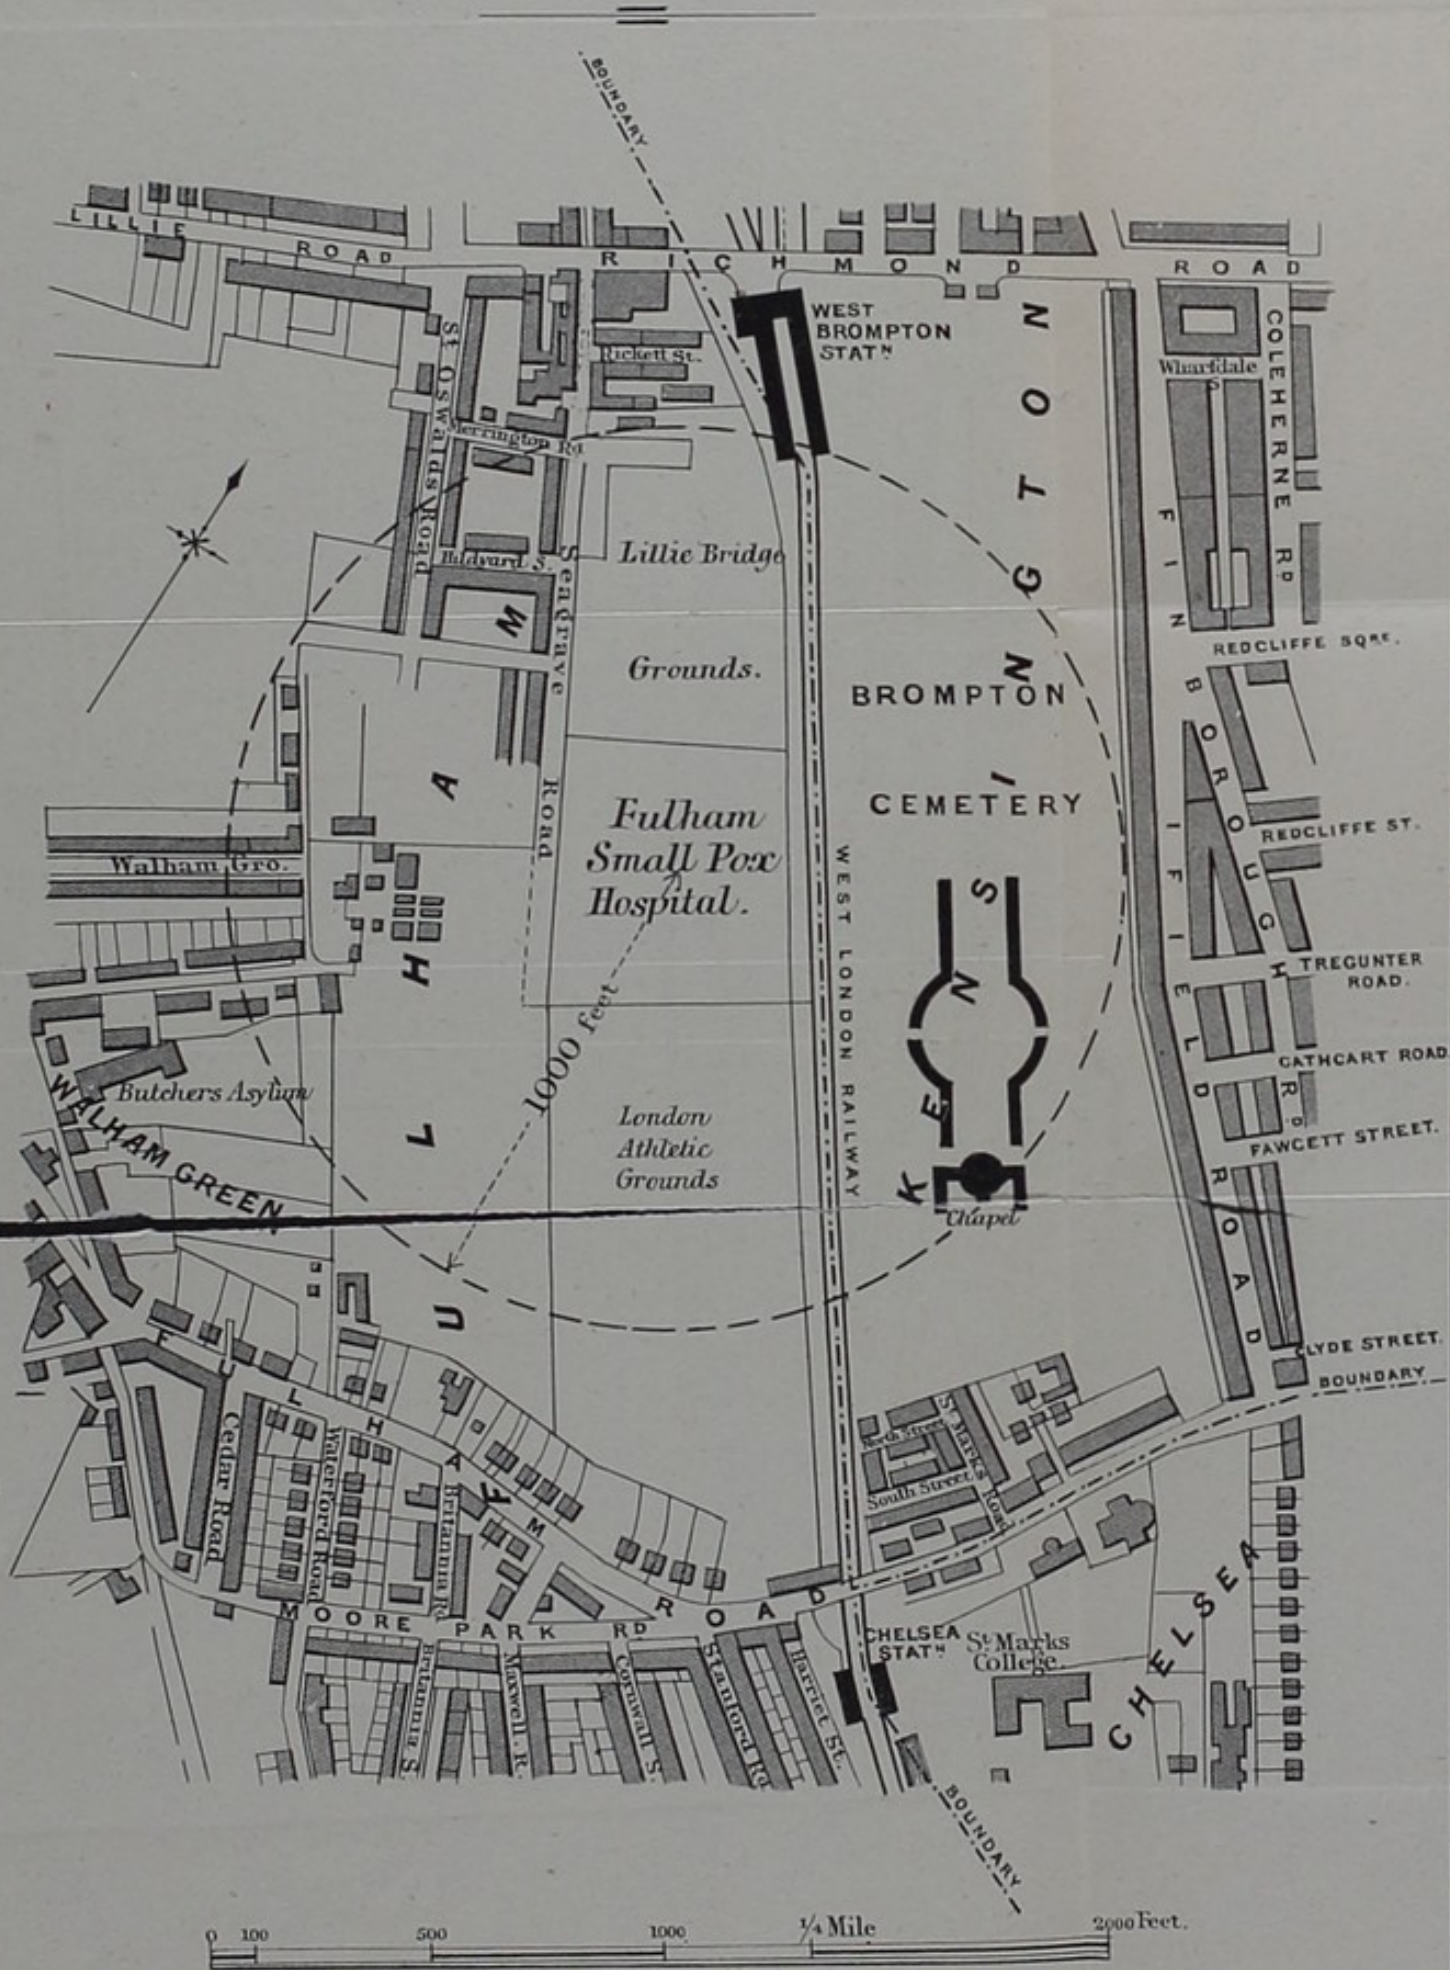 BOUNDARY
LILLIE ROAD
RICHMOND ROAD
WEST
BROMPTON
STATN
St Oswalds Road
Rickett St.
Merrington Rd
Hildyard S.
Seagrave Road
Wharfdale
S
COLEHERNE RD
FINBOROUGH RD
REDCLIFFE SQRE.
REDCLIFFE ST.
TREGUNTER
ROAD.
CATHCART ROAD
FAWCETT STREET.
CLYDE STREET.
BOUNDARY
IFIELD ROAD
KENSINGTON
Lillie Bridge
Grounds.
BROMPTON
CEMETERY
Fulham
Small Pox
Hospital.
1000 feet
WEST LONDON RAILWAY
London
Athletic
Grounds
Chapel
FULHAM
Walham Gro.
Butchers Asylum
WALHAM GREEN
FULHAM ROAD
Cedar Road
Waterford Road
Britannia Rd
MOORE PARK RD
Britannia S.
Maxwell R.
Cornwall S.
Stanford Rd
Harriet St.
North Street
South Street
St Marks Road
CHELSEA
STATN
St Marks
College.
CHELSEA
BOUNDARY
0 100 500 1000 1/4 Mile 2000 Feet.